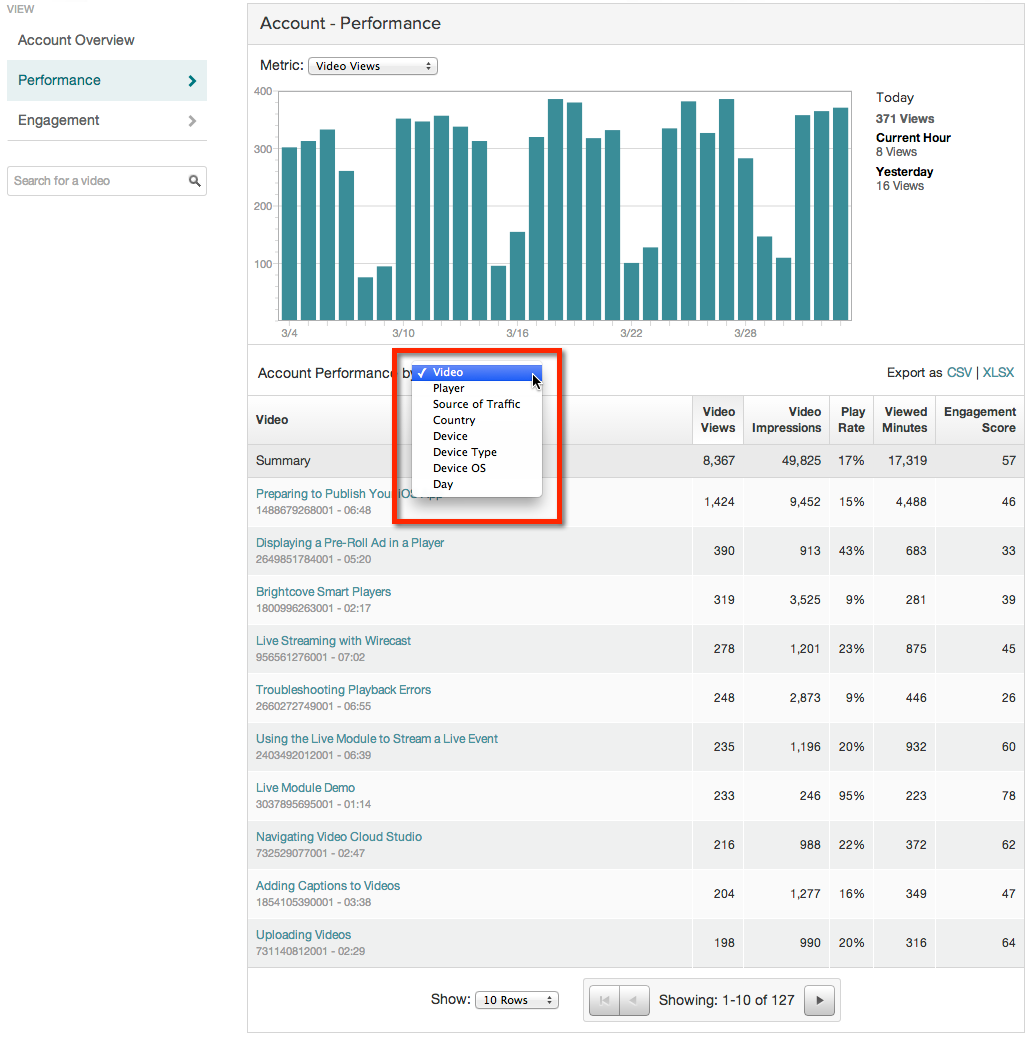 VIEW
Account Overview
Performance
Engagement
Search for a video
Account - Performance
Metric: Video Views
400
300
200
100
3/4 3/10 3/16 3/22 3/28
Today
371 Views
Current Hour
8 Views
Yesterday
16 Views
Account Performance by
✓ Video
Player
Source of Traffic
Country
Device
Device Type
Device OS
Day
Export as CSV | XLSX
Video Video Views Video Impressions Play Rate Viewed Minutes Engagement Score
Summary 8,367 49,825 17% 17,319 57
Preparing to Publish Your iOS App 1,424 9,452 15% 4,488 46
1488679268001 - 06:48
Displaying a Pre-Roll Ad in a Player 390 913 43% 683 33
2649851784001 - 05:20
Brightcove Smart Players 319 3,525 9% 281 39
1800996263001 - 02:17
Live Streaming with Wirecast 278 1,201 23% 875 45
956561276001 - 07:02
Troubleshooting Playback Errors 248 2,873 9% 446 26
2660272749001 - 06:55
Using the Live Module to Stream a Live Event 235 1,196 20% 932 60
2403492012001 - 06:39
Live Module Demo 233 246 95% 223 78
3037895695001 - 01:14
Navigating Video Cloud Studio 216 988 22% 372 62
732529077001 - 02:47
Adding Captions to Videos 204 1,277 16% 349 47
1854105390001 - 03:38
Uploading Videos 198 990 20% 316 64
731140812001 - 02:29
Show: 10 Rows Showing: 1-10 of 127